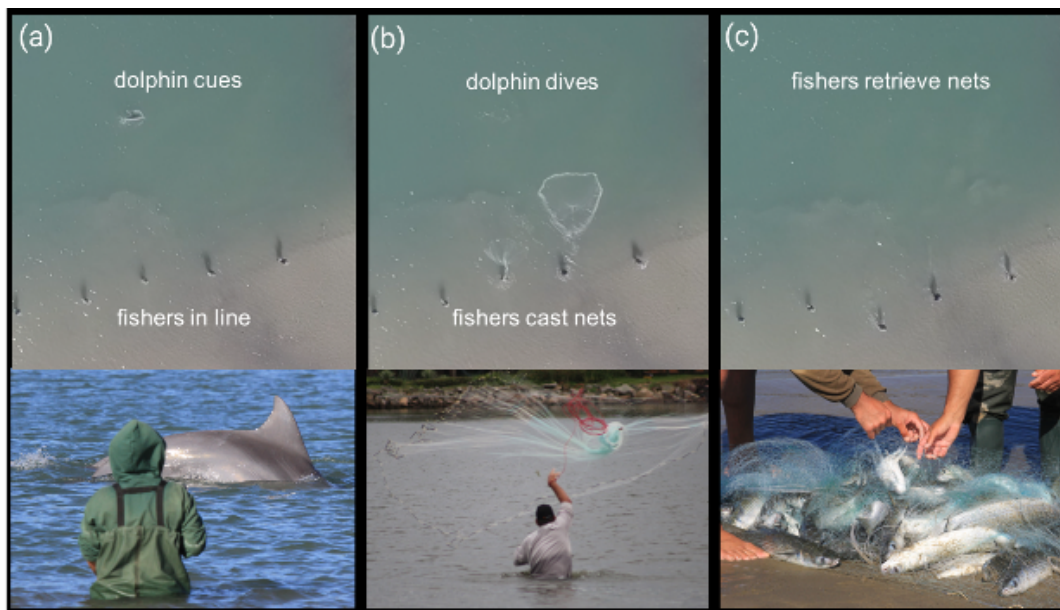 (a)
dolphin cues
fishers in line
(b)
dolphin dives
fishers cast nets
(c)
fishers retrieve nets